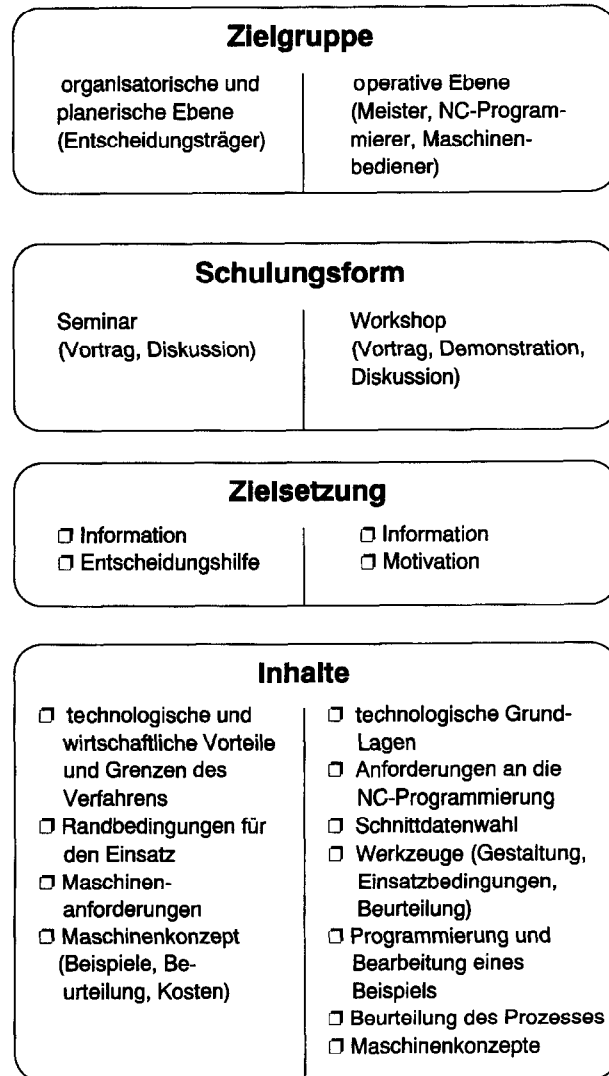 Zielgruppe
organisatorische und
planerische Ebene
(Entscheidungsträger)
operative Ebene
(Meister, NC-Program-
mierer, Maschinen-
bediener)
Schulungsform
Seminar
(Vortrag, Diskussion)
Workshop
(Vortrag, Demonstration,
Diskussion)
Zielsetzung
❐ Information
❐ Entscheidungshilfe
❐ Information
❐ Motivation
Inhalte
❐ technologische und
wirtschaftliche Vorteile
und Grenzen des
Verfahrens
❐ Randbedingungen für
den Einsatz
❐ Maschinen-
anforderungen
❐ Maschinenkonzept
(Beispiele, Be-
urteilung, Kosten)
❐ technologische Grund-
Lagen
❐ Anforderungen an die
NC-Programmierung
❐ Schnittdatenwahl
❐ Werkzeuge (Gestaltung,
Einsatzbedingungen,
Beurteilung)
❐ Programmierung und
Bearbeitung eines
Beispiels
❐ Beurteilung des Prozesses
❐ Maschinenkonzepte